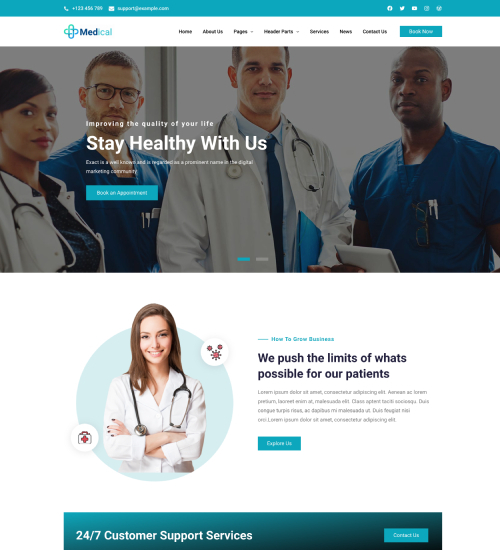 +123 456 789 support@example.com
Medical
Home About Us Pages Header Parts Services News Contact Us Book Now
Improving the quality of your life
Stay Healthy With Us
Exact is a well known and is regarded as a prominent name in the digital
marketing community
Book an Appointment
How To Grow Business
We push the limits of whats
possible for our patients
Lorem ipsum dolor sit amet, consectetur adipiscing elit. Aenean ac lorem
pretium, laoreet enim at, malesuada elit. Class aptent taciti sociosqu. Duis
congue turpis risus, ac dapibus mi malesuada ut. Duis feugiat nisl
orci.Lorem ipsum dolor sit amet, consectetur adipiscing elit.
Explore Us
24/7 Customer Support Services
Contact Us